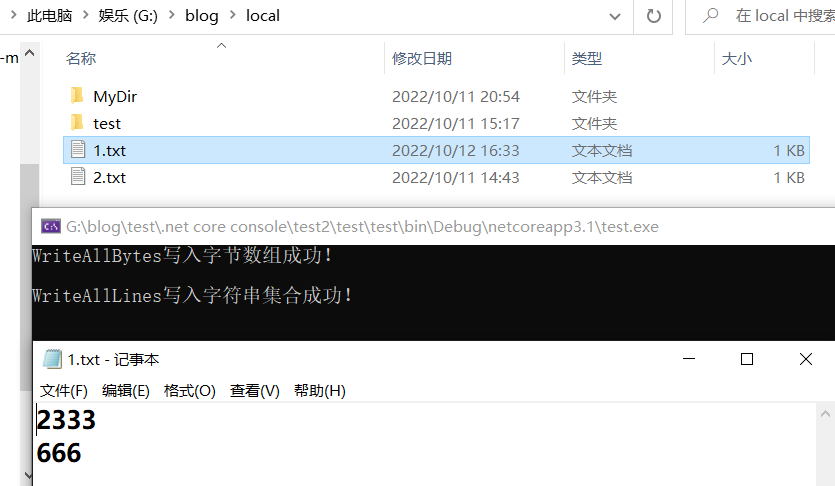 此电脑 > 娱乐 (G:) > blog > local
在 local 中搜索
-m
名称 修改日期 类型 大小
MyDir 2022/10/11 20:54 文件夹
test 2022/10/11 15:17 文件夹
1.txt 2022/10/12 16:33 文本文档 1 KB
2.txt 2022/10/11 14:43 文本文档 1 KB
G:\blog\test\.net core console\test2\test\test\bin\Debug\netcoreapp3.1\test.exe
WriteAllBytes写入字节数组成功!
WriteAllLines写入字符串集合成功!
1.txt - 记事本
文件(F) 编辑(E) 格式(O) 查看(V) 帮助(H)
2333
666